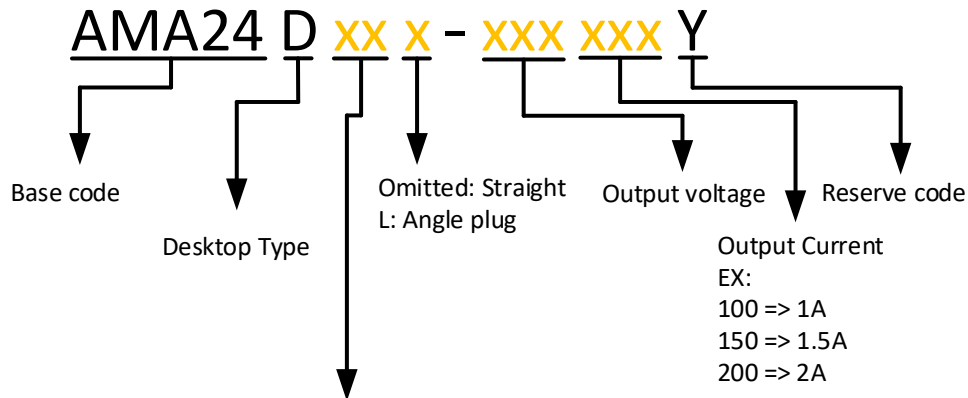 AMA24 D xx x - xxx xxx Y
Base code
Desktop Type
Omitted: Straight
L: Angle plug
Output voltage
Output Current
EX:
100 => 1A
150 => 1.5A
200 => 2A
Reserve code